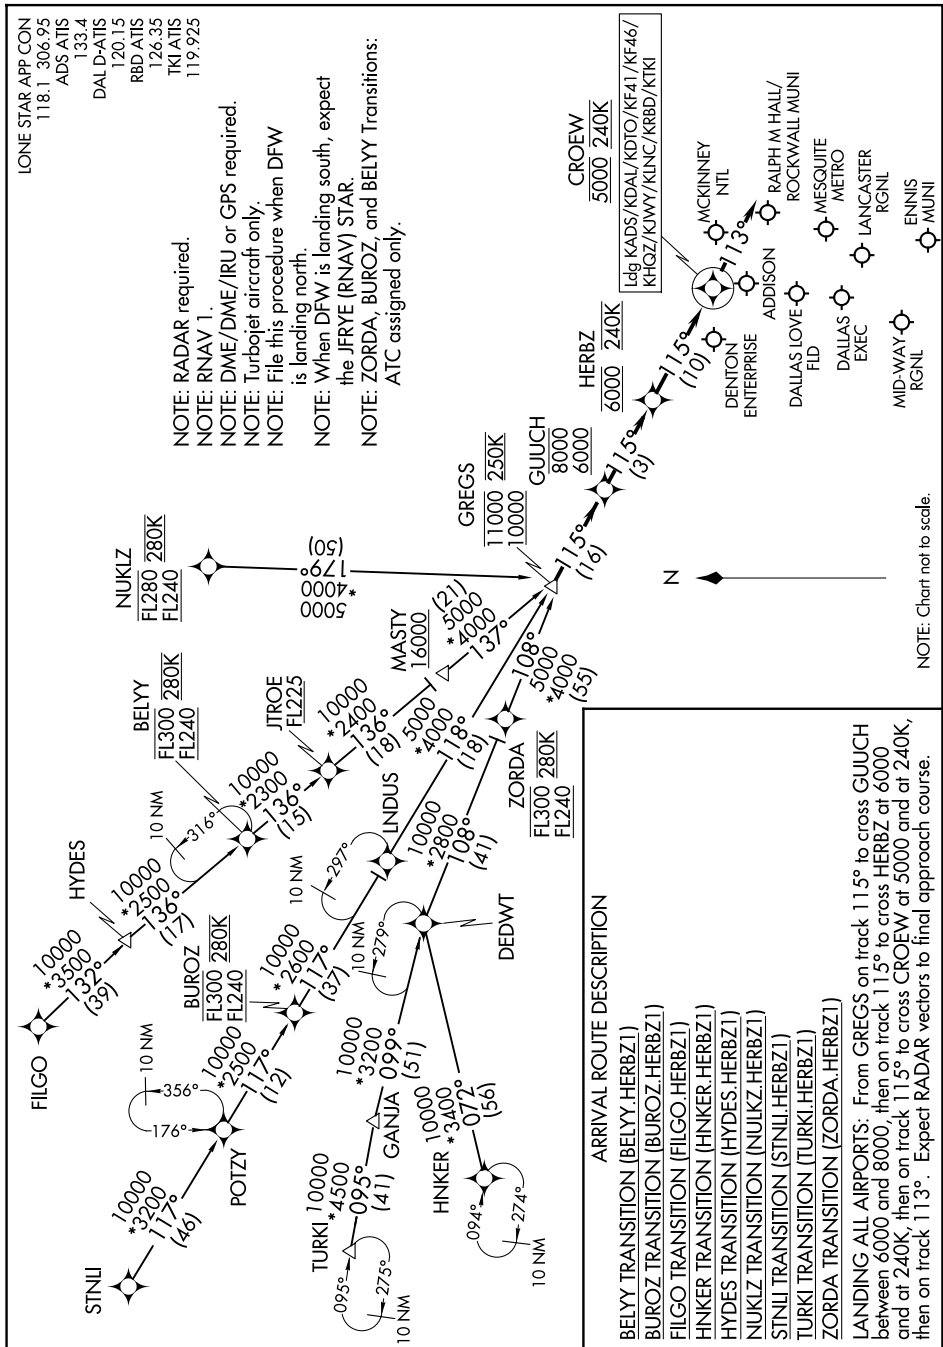 LONE STAR APP CON
118.1 306.95
ADS ATIS
133.4
DAL D-ATIS
120.15
RBD ATIS
126.35
TKI ATIS
119.925
NOTE: RADAR required.
NOTE: RNAV 1.
NOTE: DME/DME/IRU or GPS required.
NOTE: Turbojet aircraft only.
NOTE: File this procedure when DFW
is landing north.
NOTE: When DFW is landing south, expect
the JFRYE (RNAV) STAR.
NOTE: ZORDA, BUROZ, and BELYY Transitions:
ATC assigned only.
FILGO
10000
*3500
132°
(39)
HYDES
10000
*2500
136°
(17)
10 NM
316°
BELYY
FL300 280K
FL240
10000
*2300
136°
(15)
JTROE
FL225
10000
*2400
136°
(18)
MASTY
16000
(21)
5000
*4000
137°
NUKLZ
FL280 280K
FL240
5000
*4000
179°
(50)
GREGS
11000 250K
10000
STNLI
10000
*3200
117°
(46)
POTZY
10 NM
356°
176°
10000
*2500
117°
(12)
BUROZ
FL300 280K
FL240
10000
*2600
117°
(37)
LNDUS
10 NM
297°
5000
*4000
118°
(18)
TURKI
095°
275°
10 NM
10000
*4500
095°
(41)
GANJA
10000
*3200
099°
(51)
HNKER
094°
274°
10 NM
10000
*3400
072°
(56)
DEDWT
10 NM
279°
10000
*2800
108°
(41)
ZORDA
FL300 280K
FL240
108°
5000
*4000
(55)
115°
(16)
GUUCH
8000
6000
115°
(3)
HERBZ
6000 240K
115°
(10)
CROEW
5000 240K
Ldg KADS/KDAL/KDTO/KF41/KF46/
KHQZ/KJWY/KLNC/KRBD/KTKI
113°
MCKINNEY
NTL
RALPH M HALL/
ROCKWALL MUNI
DENTON
ENTERPRISE
ADDISON
MESQUITE
METRO
DALLAS LOVE
FLD
LANCASTER
RGNL
DALLAS
EXEC
ENNIS
MUNI
MID-WAY
RGNL
N
NOTE: Chart not to scale.
ARRIVAL ROUTE DESCRIPTION
BELYY TRANSITION (BELYY.HERBZ1)
BUROZ TRANSITION (BUROZ.HERBZ1)
FILGO TRANSITION (FILGO.HERBZ1)
HNKER TRANSITION (HNKER.HERBZ1)
HYDES TRANSITION (HYDES.HERBZ1)
NUKLZ TRANSITION (NULKZ.HERBZ1)
STNLI TRANSITION (STNLI.HERBZ1)
TURKI TRANSITION (TURKI.HERBZ1)
ZORDA TRANSITION (ZORDA.HERBZ1)
LANDING ALL AIRPORTS: From GREGS on track 115° to cross GUUCH
between 6000 and 8000, then on track 115° to cross HERBZ at 6000
and at 240K, then on track 115° to cross CROEW at 5000 and at 240K,
then on track 113°. Expect RADAR vectors to final approach course.